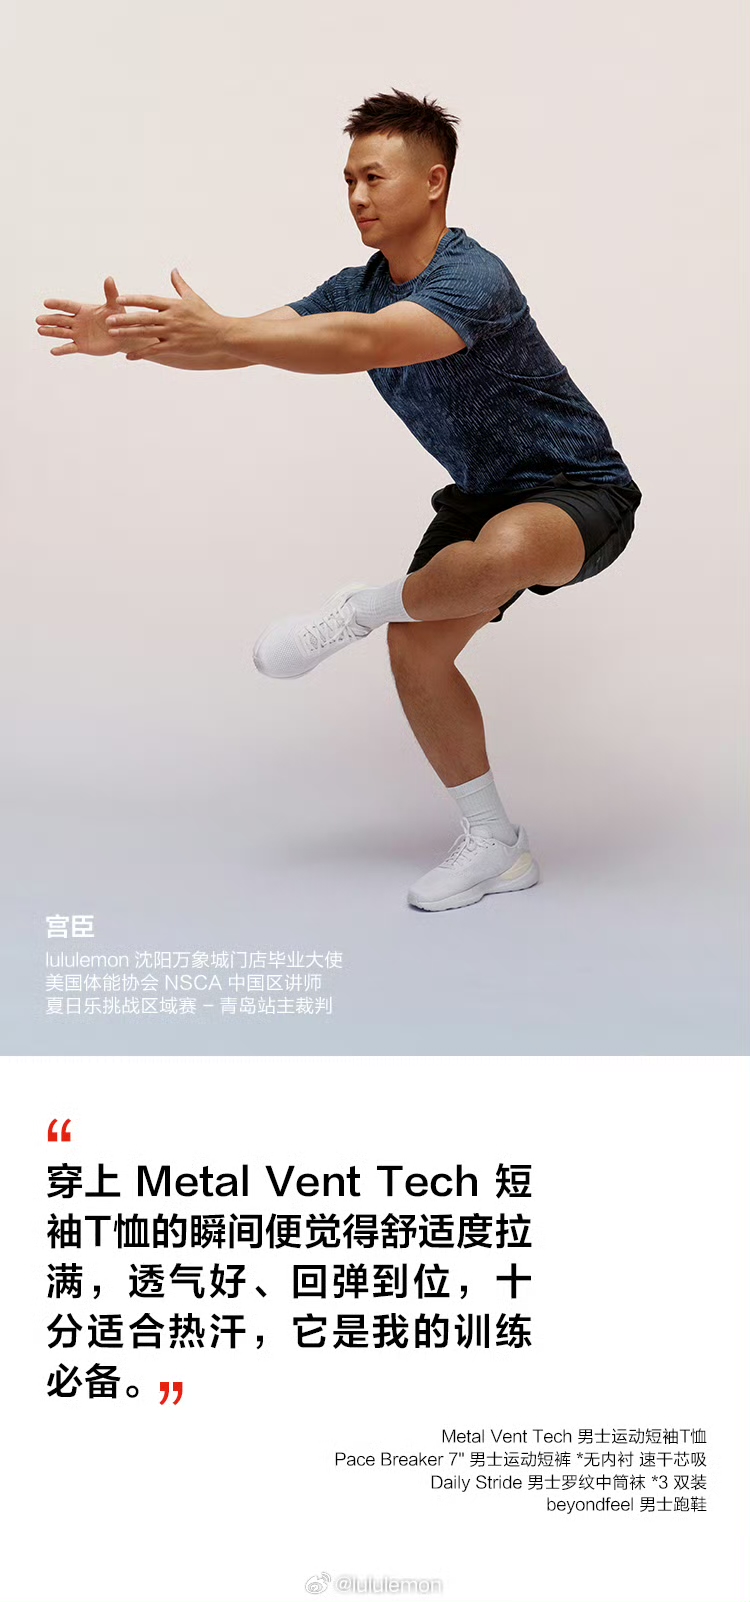 宫臣
lululemon 沈阳万象城门店毕业大使
美国体能协会 NSCA 中国区讲师
夏日乐挑战区域赛 – 青岛站主裁判
“
穿上 Metal Vent Tech 短
袖T恤的瞬间便觉得舒适度拉
满，透气好、回弹到位，十
分适合热汗，它是我的训练
必备。”
Metal Vent Tech 男士运动短袖T恤
Pace Breaker 7" 男士运动短裤 *无内衬 速干芯吸
Daily Stride 男士罗纹中筒袜 *3 双装
beyondfeel 男士跑鞋
@lululemon